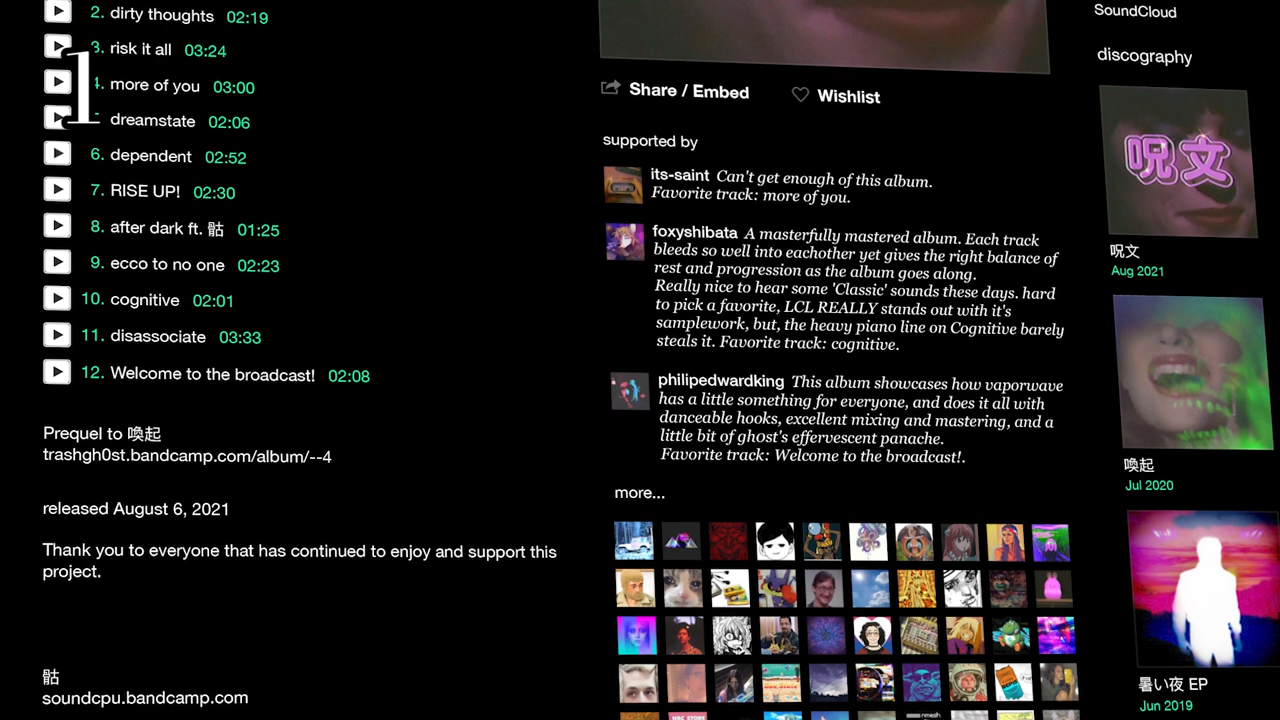 2. dirty thoughts 02:19
3. risk it all 03:24
4. more of you 03:00
dreamstate 02:06
6. dependent 02:52
7. RISE UP! 02:30
8. after dark ft. 骷 01:25
9. ecco to no one 02:23
10. cognitive 02:01
11. disassociate 03:33
12. Welcome to the broadcast! 02:08
1
Prequel to 喚起
trashgh0st.bandcamp.com/album/--4
released August 6, 2021
Thank you to everyone that has continued to enjoy and support this
project.
骷
soundcpu.bandcamp.com
Share / Embed
Wishlist
supported by
its-saint Can't get enough of this album.
Favorite track: more of you.
foxyshibata A masterfully mastered album. Each track
bleeds so well into eachother yet gives the right balance of
rest and progression as the album goes along.
Really nice to hear some 'Classic' sounds these days. hard
to pick a favorite, LCL REALLY stands out with it's
samplework, but, the heavy piano line on Cognitive barely
steals it. Favorite track: cognitive.
philipedwardking This album showcases how vaporwave
has a little something for everyone, and does it all with
danceable hooks, excellent mixing and mastering, and a
little bit of ghost's effervescent panache.
Favorite track: Welcome to the broadcast!.
more...
SoundCloud
discography
呪文
呪文
Aug 2021
喚起
Jul 2020
暑い夜 EP
Jun 2019